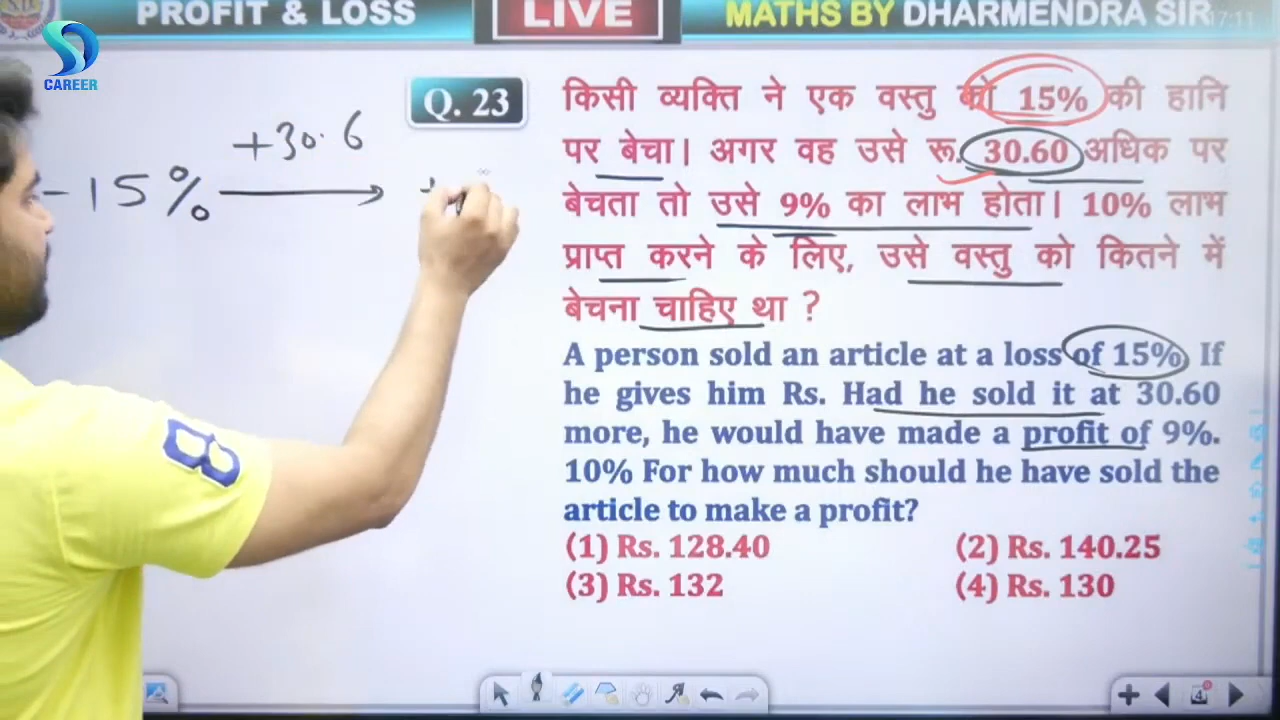 PROFIT & LOSS
LIVE
MATHS BY DHARMENDRA SIR
17:11
CAREER
+30.6
-15%
Q. 23
किसी व्यक्ति ने एक वस्तु को 15% की हानि
पर बेचा। अगर वह उसे रू. 30.60 अधिक पर
बेचता तो उसे 9% का लाभ होता। 10% लाभ
प्राप्त करने के लिए, उसे वस्तु को कितने में
बेचना चाहिए था ?
A person sold an article at a loss of 15% If
he gives him Rs. Had he sold it at 30.60
more, he would have made a profit of 9%.
10% For how much should he have sold the
article to make a profit?
(1) Rs. 128.40
(2) Rs. 140.25
(3) Rs. 132
(4) Rs. 130
4